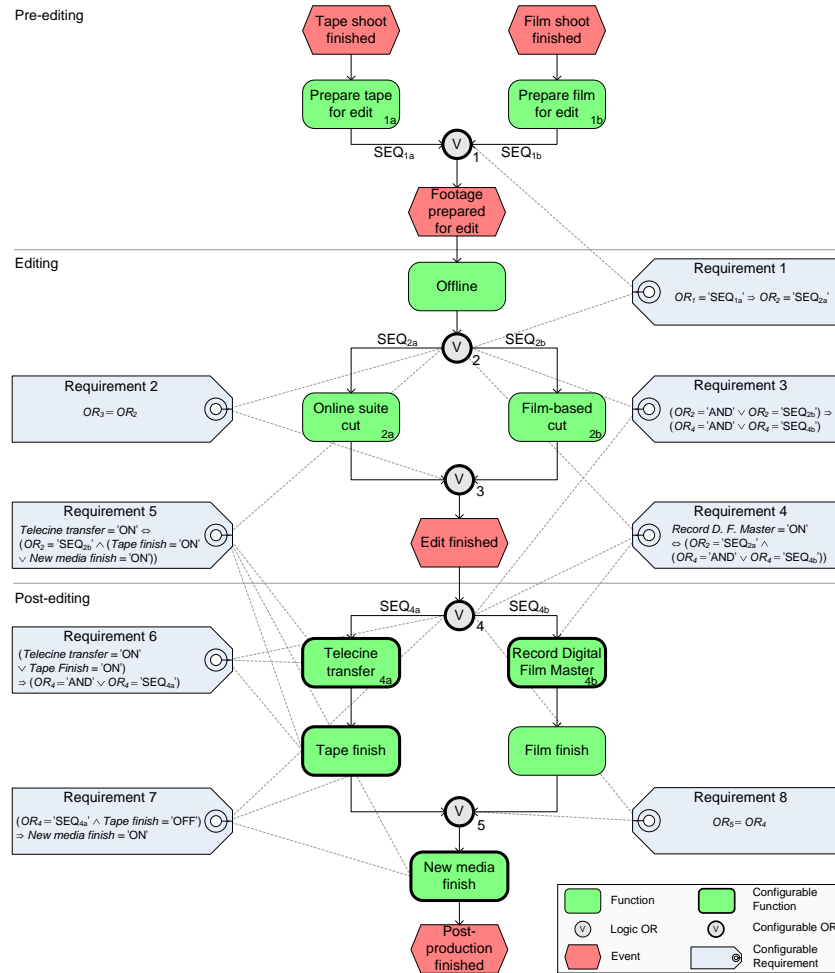 Pre-editing
Tape shoot
finished
Film shoot
finished
Prepare tape
for edit
1a
Prepare film
for edit
1b
SEQ1a
V
1
SEQ1b
Footage
prepared
for edit
Editing
Offline
Requirement 1
OR1 = 'SEQ1a' ⇒ OR2 = 'SEQ2a'
SEQ2a
V
2
SEQ2b
Requirement 2
OR3 = OR2
Online suite
cut
2a
Film-based
cut
2b
Requirement 3
(OR2 = 'AND' ∨ OR2 = 'SEQ2b') ⇒
(OR4 = 'AND' ∨ OR4 = 'SEQ4b')
V
3
Requirement 5
Telecine transfer = 'ON' ⇔
(OR2 = 'SEQ2b' ∧ (Tape finish = 'ON'
∨ New media finish = 'ON'))
Edit finished
Requirement 4
Record D. F. Master = 'ON'
⇔ (OR2 = 'SEQ2a' ∧
(OR4 = 'AND' ∨ OR4 = 'SEQ4b'))
Post-editing
SEQ4a
V
4
SEQ4b
Requirement 6
(Telecine transfer = 'ON'
∨ Tape Finish = 'ON')
⇒ (OR4 = 'AND' ∨ OR4 = 'SEQ4a')
Telecine
transfer
4a
Record Digital
Film Master
4b
Tape finish
Film finish
Requirement 7
(OR4 = 'SEQ4a' ∧ Tape finish = 'OFF')
⇒ New media finish = 'ON'
V
5
Requirement 8
OR5 = OR4
New media
finish
Post-
production
finished
Function
Configurable
Function
V
Logic OR
V
Configurable OR
Event
Configurable
Requirement